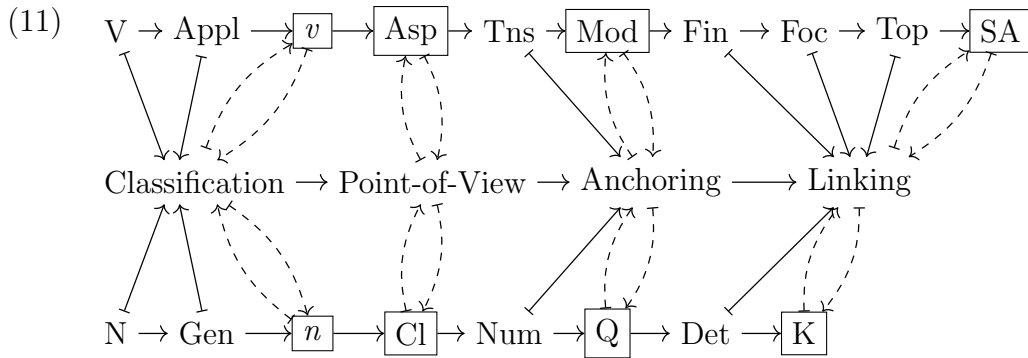 (11) V → Appl → v → Asp → Tns → Mod → Fin → Foc → Top → SA
Classification → Point-of-View → Anchoring → Linking
N → Gen → n → Cl → Num → Q → Det → K